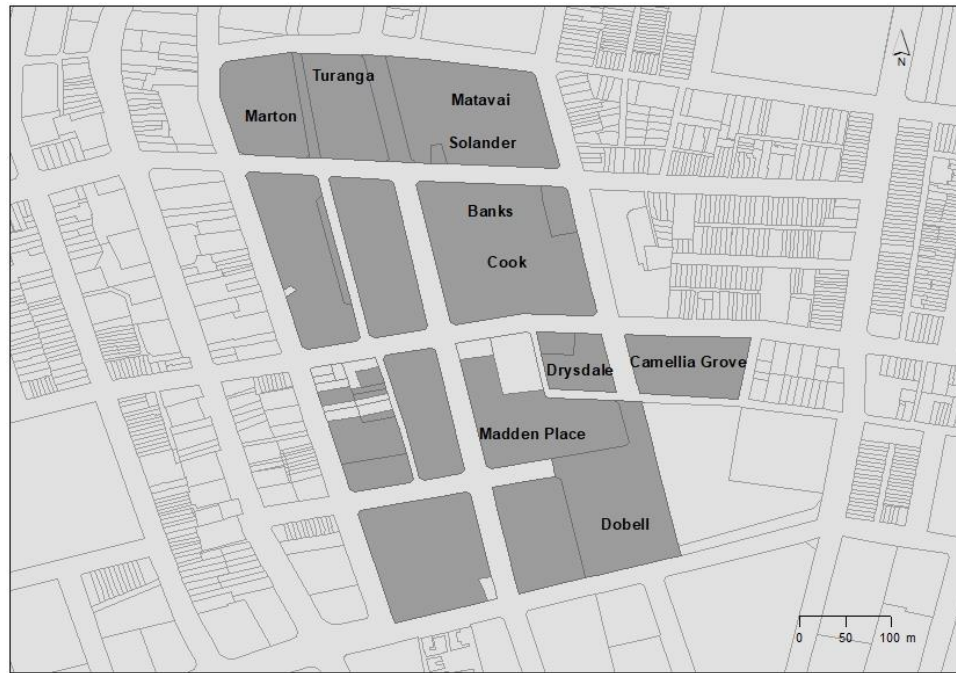 N
Turanga
Matavai
Marton
Solander
Banks
Cook
Drysdale
Camellia Grove
Madden Place
Dobell
0 50 100 m